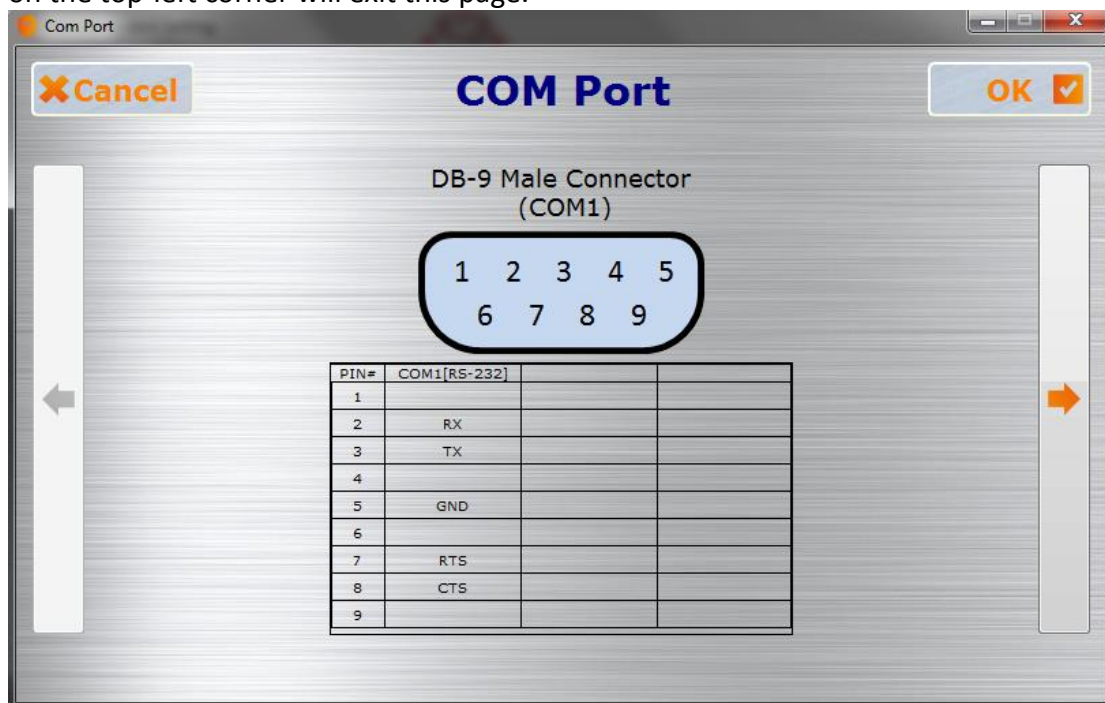 on the top-left corner will exit this page.
Com Port
Cancel
COM Port
OK
DB-9 Male Connector
(COM1)
1 2 3 4 5
6 7 8 9
PIN# COM1[RS-232]
1
2 RX
3 TX
4
5 GND
6
7 RTS
8 CTS
9